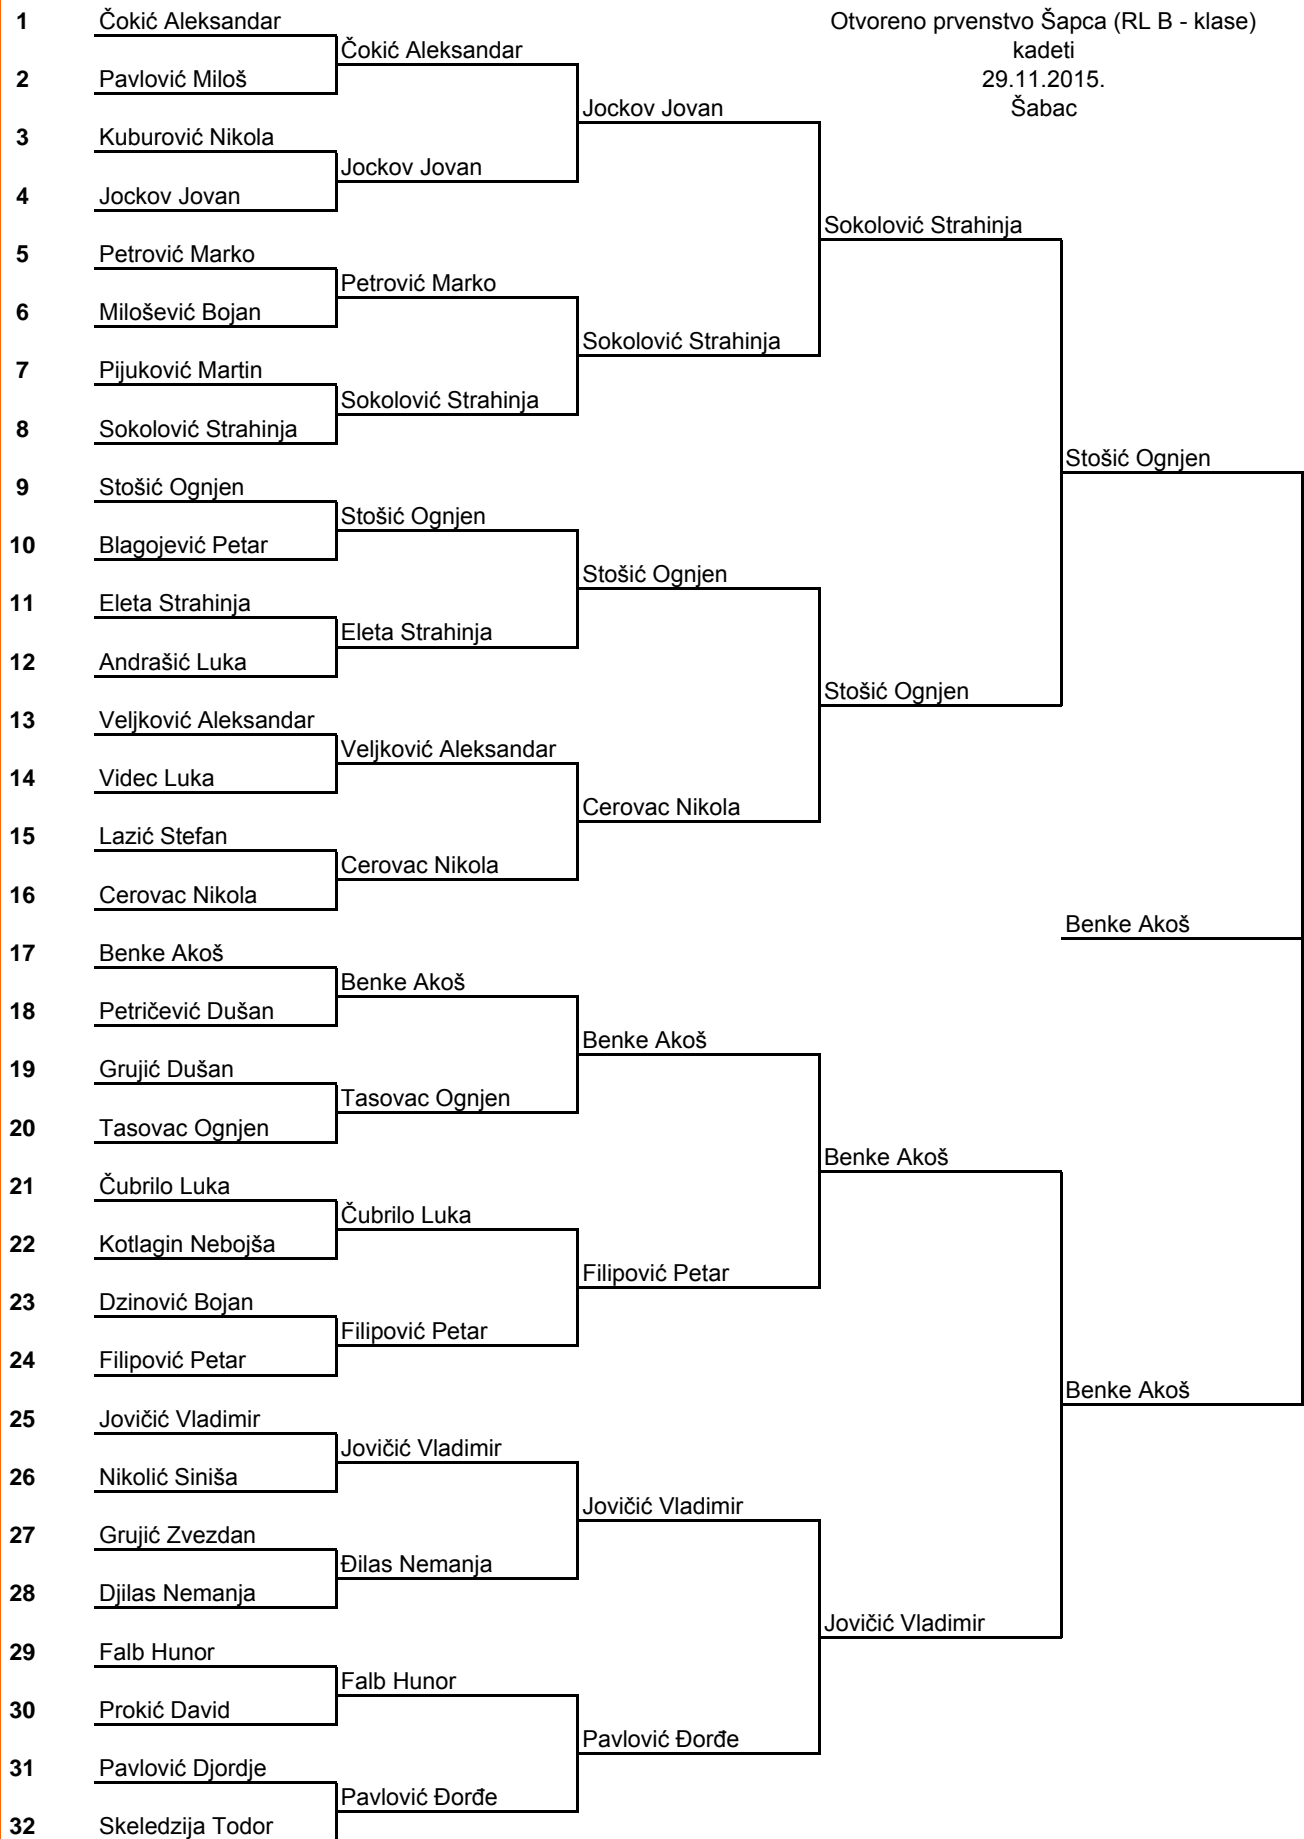 Otvoreno prvenstvo Šapca (RL B - klase)
kadeti
29.11.2015.
Šabac
1 Čokić Aleksandar
Čokić Aleksandar
2 Pavlović Miloš
Jockov Jovan
3 Kuburović Nikola
Jockov Jovan
4 Jockov Jovan
Sokolović Strahinja
5 Petrović Marko
Petrović Marko
6 Milošević Bojan
Sokolović Strahinja
7 Pijuković Martin
Sokolović Strahinja
8 Sokolović Strahinja
Stošić Ognjen
9 Stošić Ognjen
Stošić Ognjen
10 Blagojević Petar
Stošić Ognjen
11 Eleta Strahinja
Eleta Strahinja
12 Andrašić Luka
Stošić Ognjen
13 Veljković Aleksandar
Veljković Aleksandar
14 Videc Luka
Cerovac Nikola
15 Lazić Stefan
Cerovac Nikola
16 Cerovac Nikola
Benke Akoš
17 Benke Akoš
Benke Akoš
18 Petričević Dušan
Benke Akoš
19 Grujić Dušan
Tasovac Ognjen
20 Tasovac Ognjen
Benke Akoš
21 Čubrilo Luka
Čubrilo Luka
22 Kotlagin Nebojša
Filipović Petar
23 Dzinović Bojan
Filipović Petar
24 Filipović Petar
Benke Akoš
25 Jovičić Vladimir
Jovičić Vladimir
26 Nikolić Siniša
Jovičić Vladimir
27 Grujić Zvezdan
Đilas Nemanja
28 Djilas Nemanja
Jovičić Vladimir
29 Falb Hunor
Falb Hunor
30 Prokić David
Pavlović Đorđe
31 Pavlović Djordje
Pavlović Đorđe
32 Skeledzija Todor